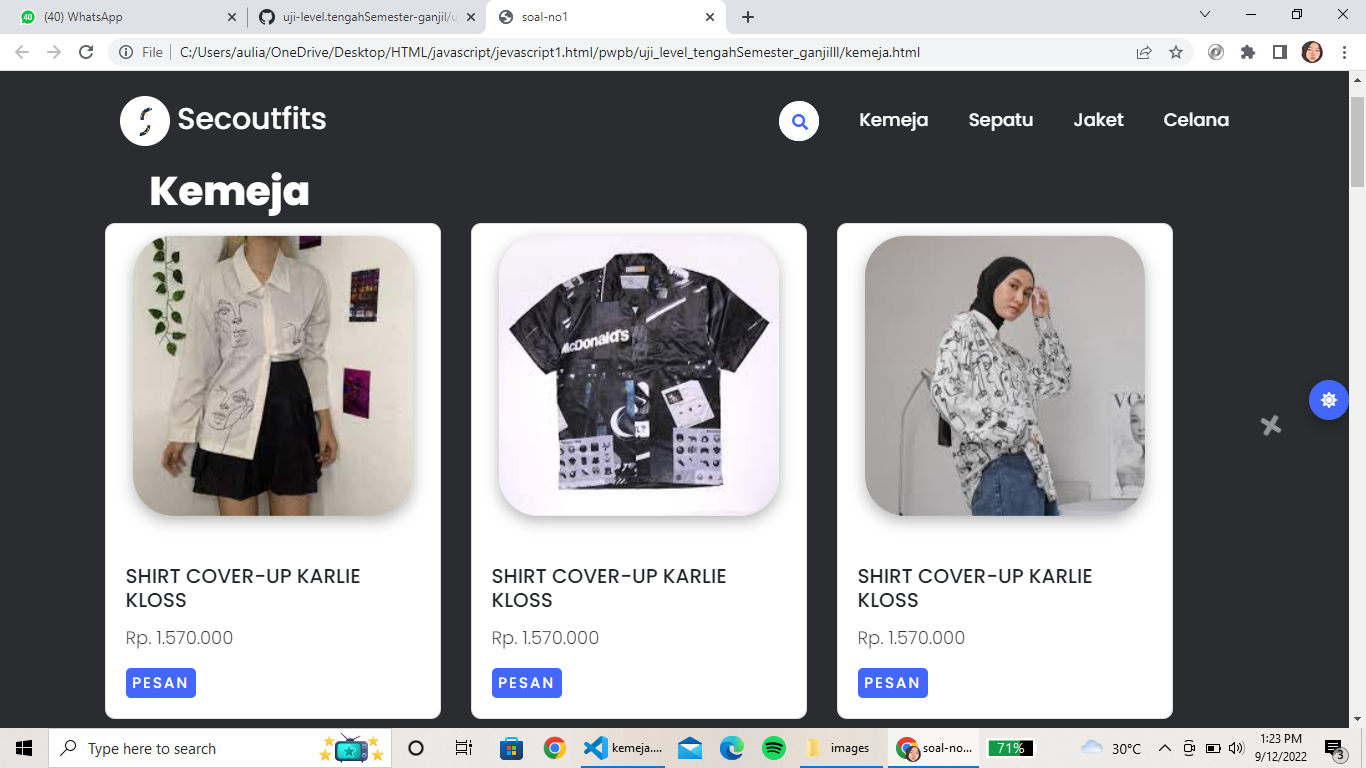 (40) WhatsApp
uji-level.tengahSemester-ganjil/u
soal-no1
File
C:/Users/aulia/OneDrive/Desktop/HTML/javascript/jevascript1.html/pwpb/uji_level_tengahSemester_ganjilIII/kemeja.html
Secoutfits
Kemeja
Sepatu
Jaket
Celana
Kemeja
McDonald's
VO
SHIRT COVER-UP KARLIE
KLOSS
Rp. 1.570.000
PESAN
SHIRT COVER-UP KARLIE
KLOSS
Rp. 1.570.000
PESAN
SHIRT COVER-UP KARLIE
KLOSS
Rp. 1.570.000
PESAN
Type here to search
kemeja....
images
soal-no...
71%
30°C
1:23 PM
9/12/2022
3